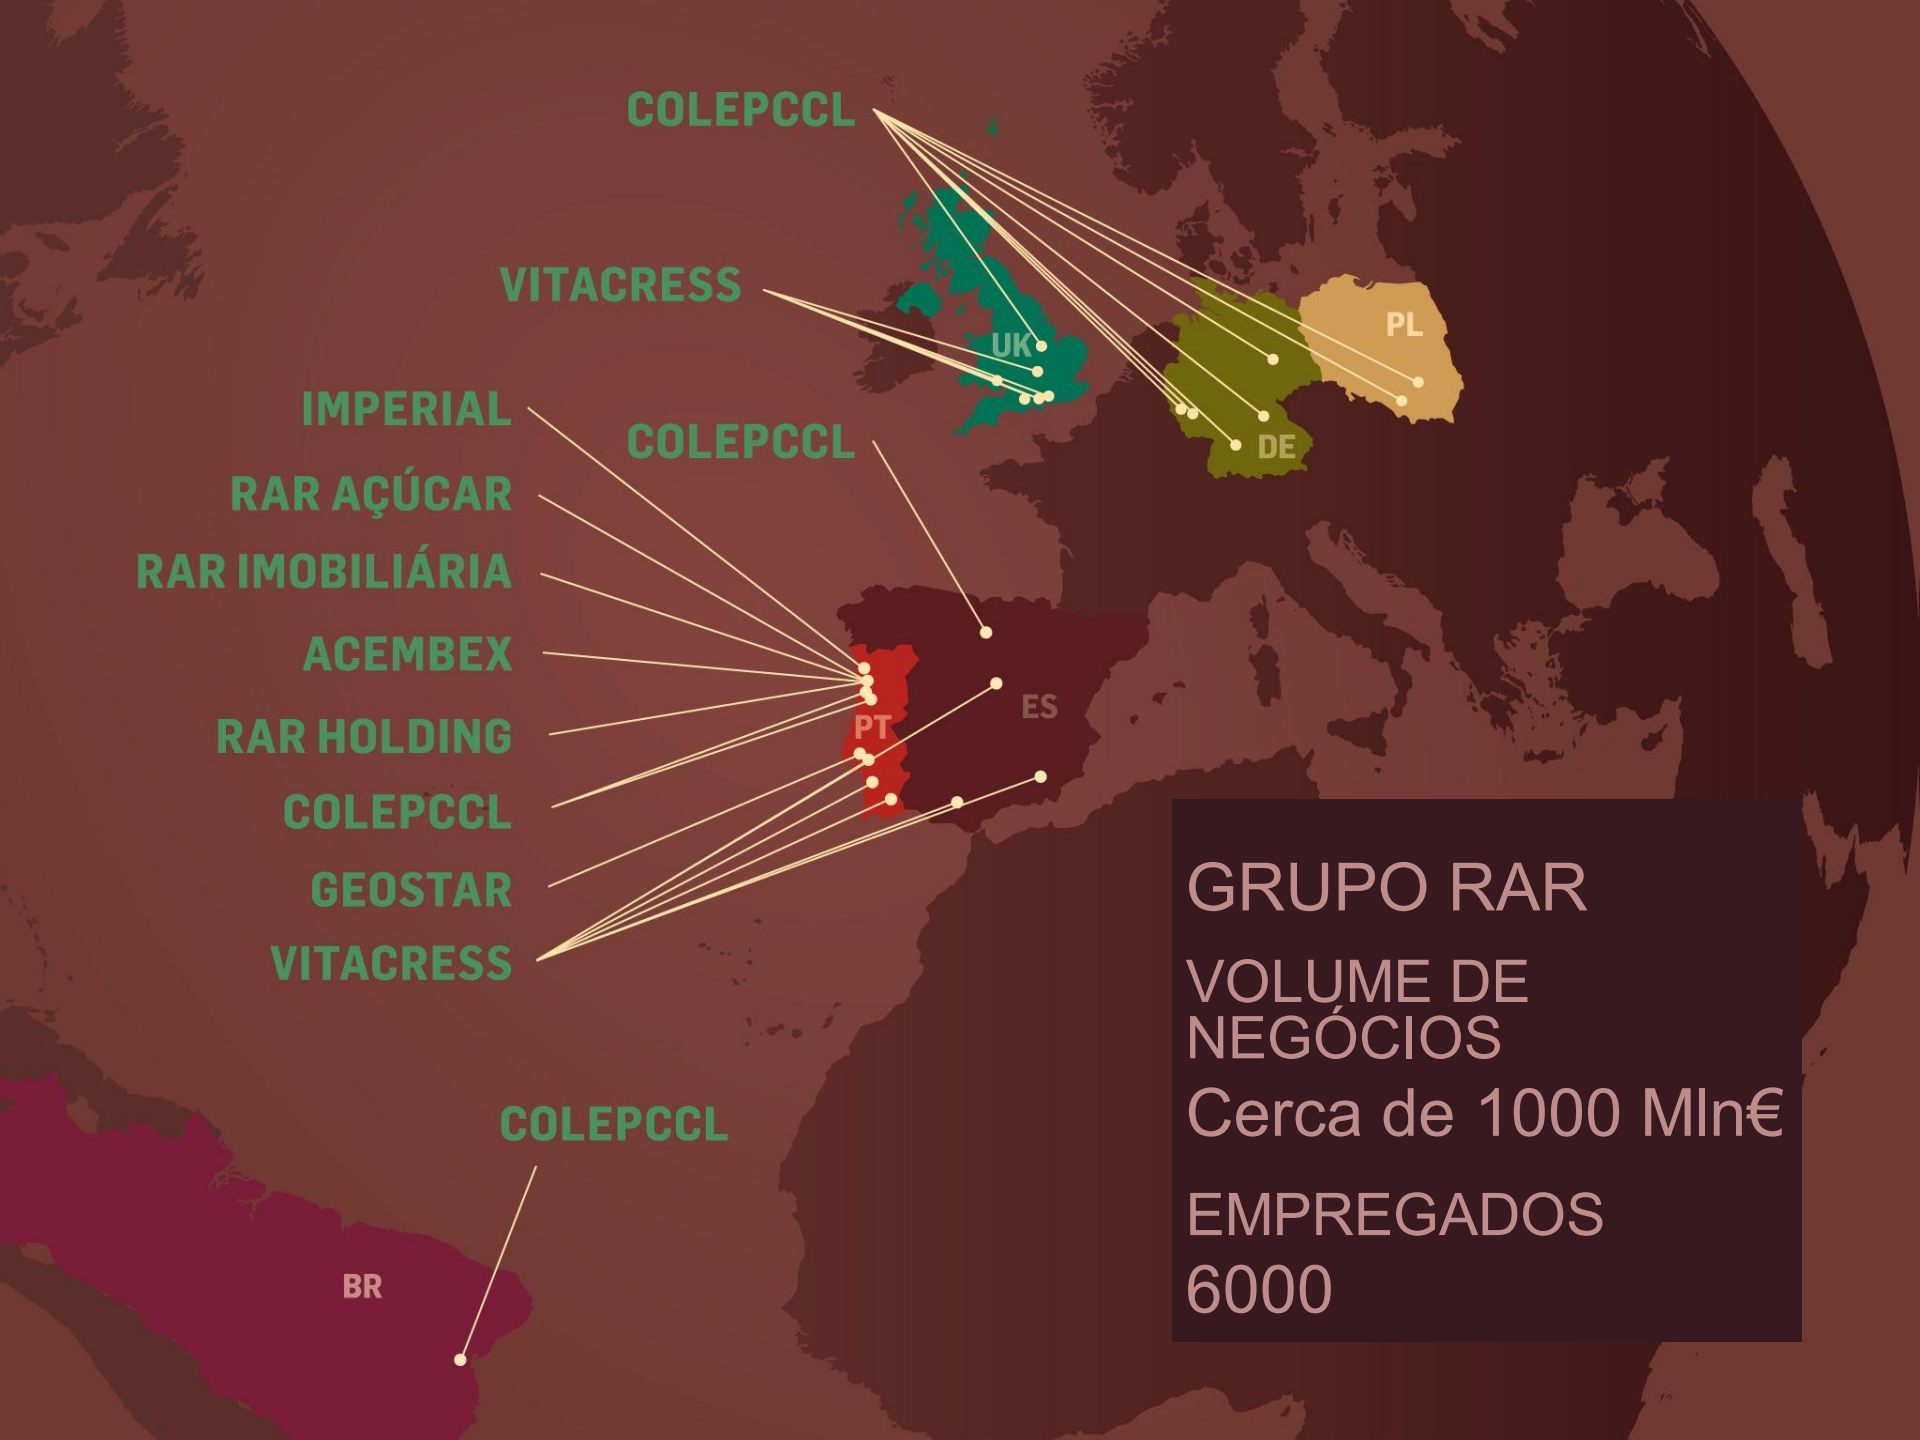 COLEPCCL
VITACRESS
UK
PL
DE
IMPERIAL
COLEPCCL
RAR AÇÚCAR
RAR IMOBILIÁRIA
ACEMBEX
RAR HOLDING
COLEPCCL
GEOSTAR
VITACRESS
PT
ES
COLEPCCL
BR
GRUPO RAR
VOLUME DE
NEGÓCIOS
Cerca de 1000 Mln€
EMPREGADOS
6000